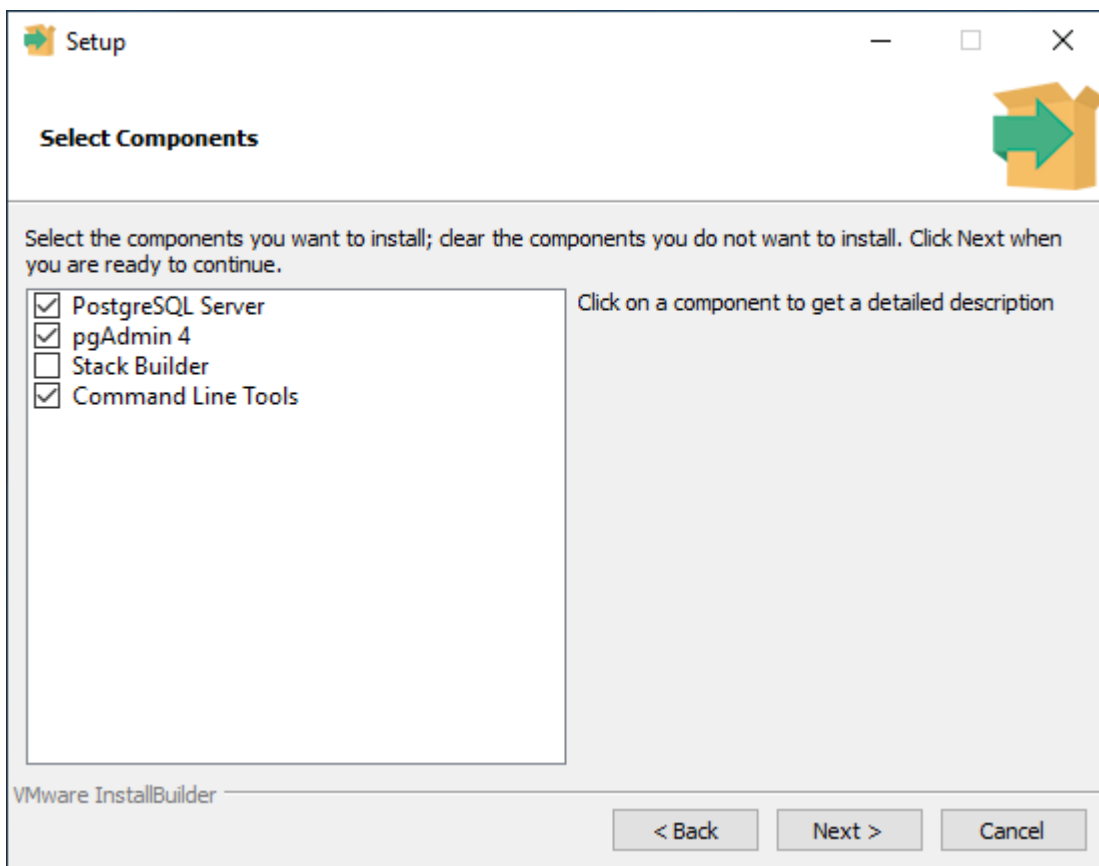 Setup
Select Components
Select the components you want to install; clear the components you do not want to install. Click Next when
you are ready to continue.
PostgreSQL Server
pgAdmin 4
Stack Builder
Command Line Tools
Click on a component to get a detailed description
VMware InstallBuilder
< Back
Next >
Cancel